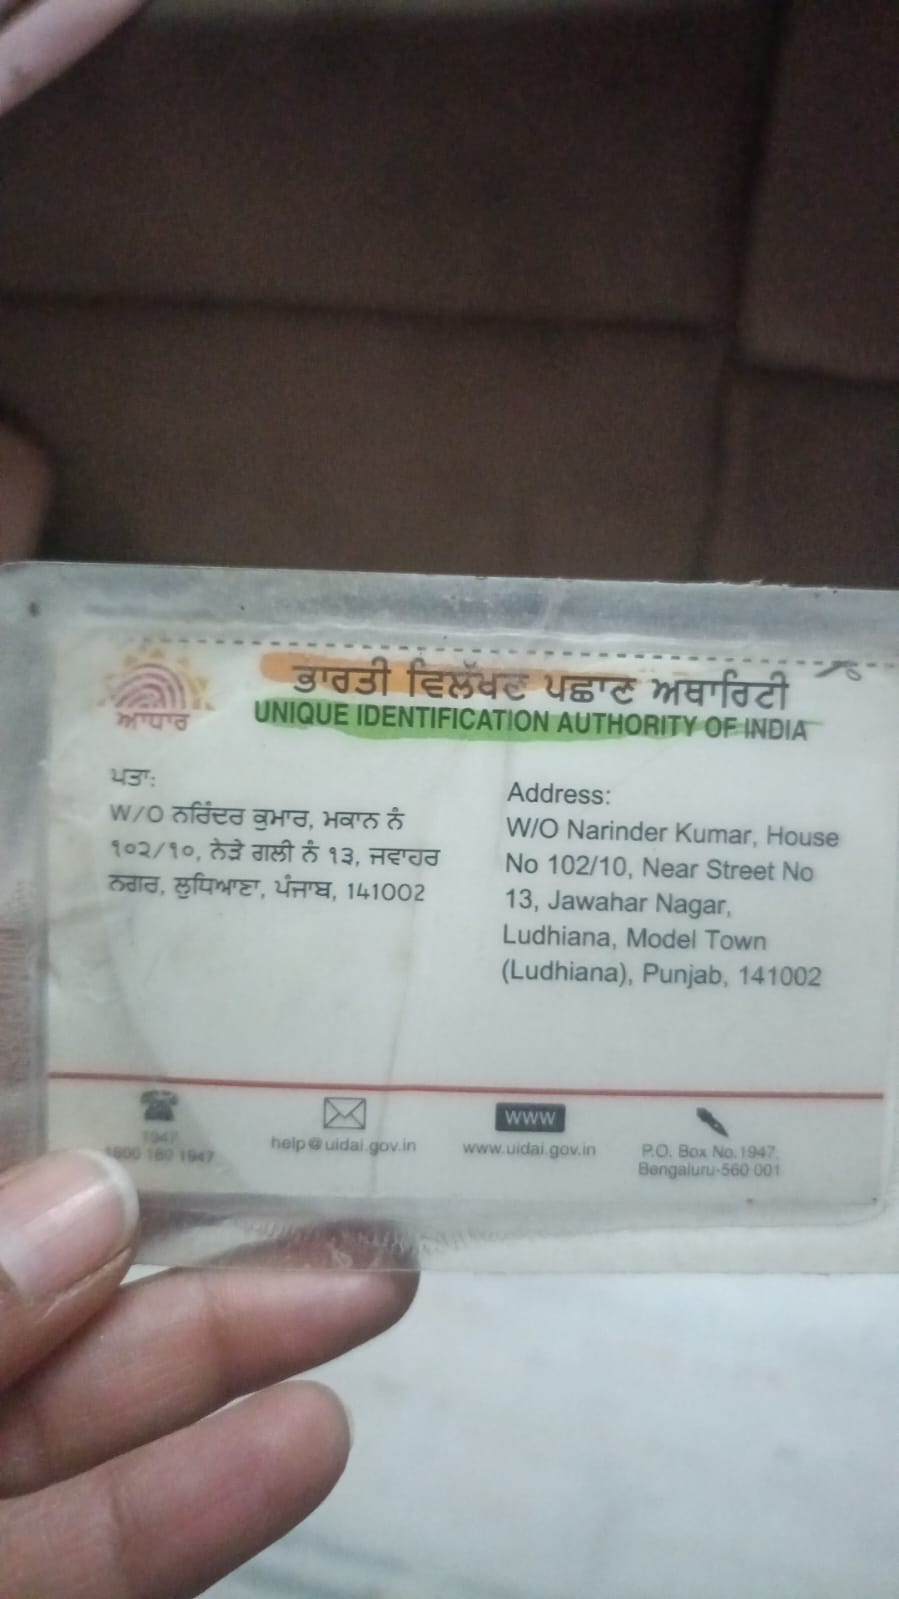 ਭਾਰਤੀ ਵਿਲੱਖਣ ਪਛਾਣ ਅਥਾਰਿਟੀ
UNIQUE IDENTIFICATION AUTHORITY OF INDIA
ਆਧਾਰ
ਪਤਾ:
W/O ਨਰਿੰਦਰ ਕੁਮਾਰ, ਮਕਾਨ ਨੰ
੧੦੨/੧੦, ਨੇੜੇ ਗਲੀ ਨੰ ੧੩, ਜਵਾਹਰ
ਨਗਰ, ਲੁਧਿਆਣਾ, ਪੰਜਾਬ, 141002
Address:
W/O Narinder Kumar, House
No 102/10, Near Street No
13, Jawahar Nagar,
Ludhiana, Model Town
(Ludhiana), Punjab, 141002
1947
1800 180 1947
help@uidai.gov.in
www
www.uidai.gov.in
P.O. Box No.1947,
Bengaluru-560 001